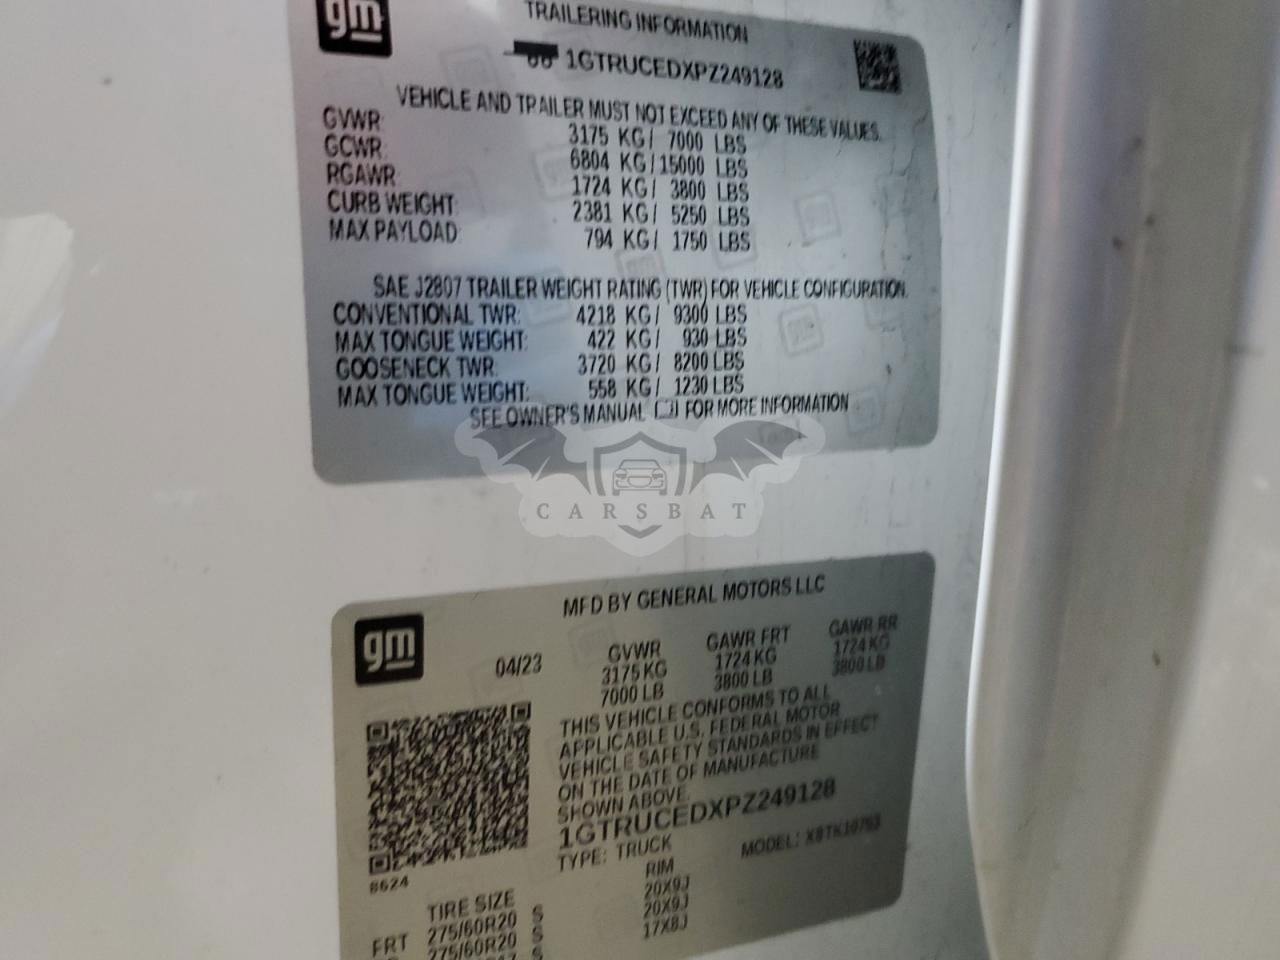 gm
TRAILERING INFORMATION
1GTRUCEDXPZ249128
VEHICLE AND TRAILER MUST NOT EXCEED ANY OF THESE VALUES.
GVWR: 3175 KG/ 7000 LBS
GCWR: 6804 KG/15000 LBS
RGAWR: 1724 KG/ 3800 LBS
CURB WEIGHT: 2381 KG/ 5250 LBS
MAX PAYLOAD: 794 KG/ 1750 LBS
SAE J2807 TRAILER WEIGHT RATING (TWR) FOR VEHICLE CONFIGURATION.
CONVENTIONAL TWR: 4218 KG/ 9300 LBS
MAX TONGUE WEIGHT: 422 KG/ 930 LBS
GOOSENECK TWR: 3720 KG/ 8200 LBS
MAX TONGUE WEIGHT: 558 KG/ 1230 LBS
SEE OWNER'S MANUAL FOR MORE INFORMATION
CARSBAT
MFD BY GENERAL MOTORS LLC
gm
04/23
GVWR GAWR FRT GAWR RR
3175 KG 1724 KG 1724 KG
7000 LB 3800 LB 3800 LB
THIS VEHICLE CONFORMS TO ALL
APPLICABLE U.S. FEDERAL MOTOR
VEHICLE SAFETY STANDARDS IN EFFECT
ON THE DATE OF MANUFACTURE
SHOWN ABOVE.
1GTRUCEDXPZ249128
TYPE: TRUCK MODEL:
8624
TIRE SIZE RIM
FRT 275/60R20 S 20X9J
275/60R20 S 20X9J
S 17X8J